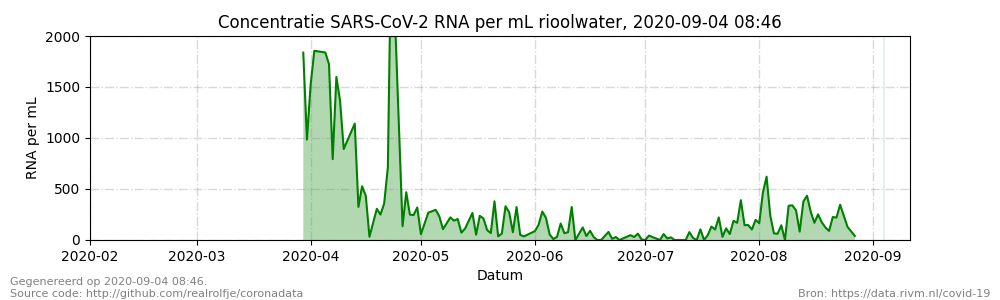 Concentratie SARS-CoV-2 RNA per mL rioolwater, 2020-09-04 08:46
2000
1500
1000
500
0
RNA per mL
2020-02 2020-03 2020-04 2020-05 2020-06 2020-07 2020-08 2020-09
Datum
Gegenereerd op 2020-09-04 08:46.
Source code: http://github.com/realrolfje/coronadata
Bron: https://data.rivm.nl/covid-19